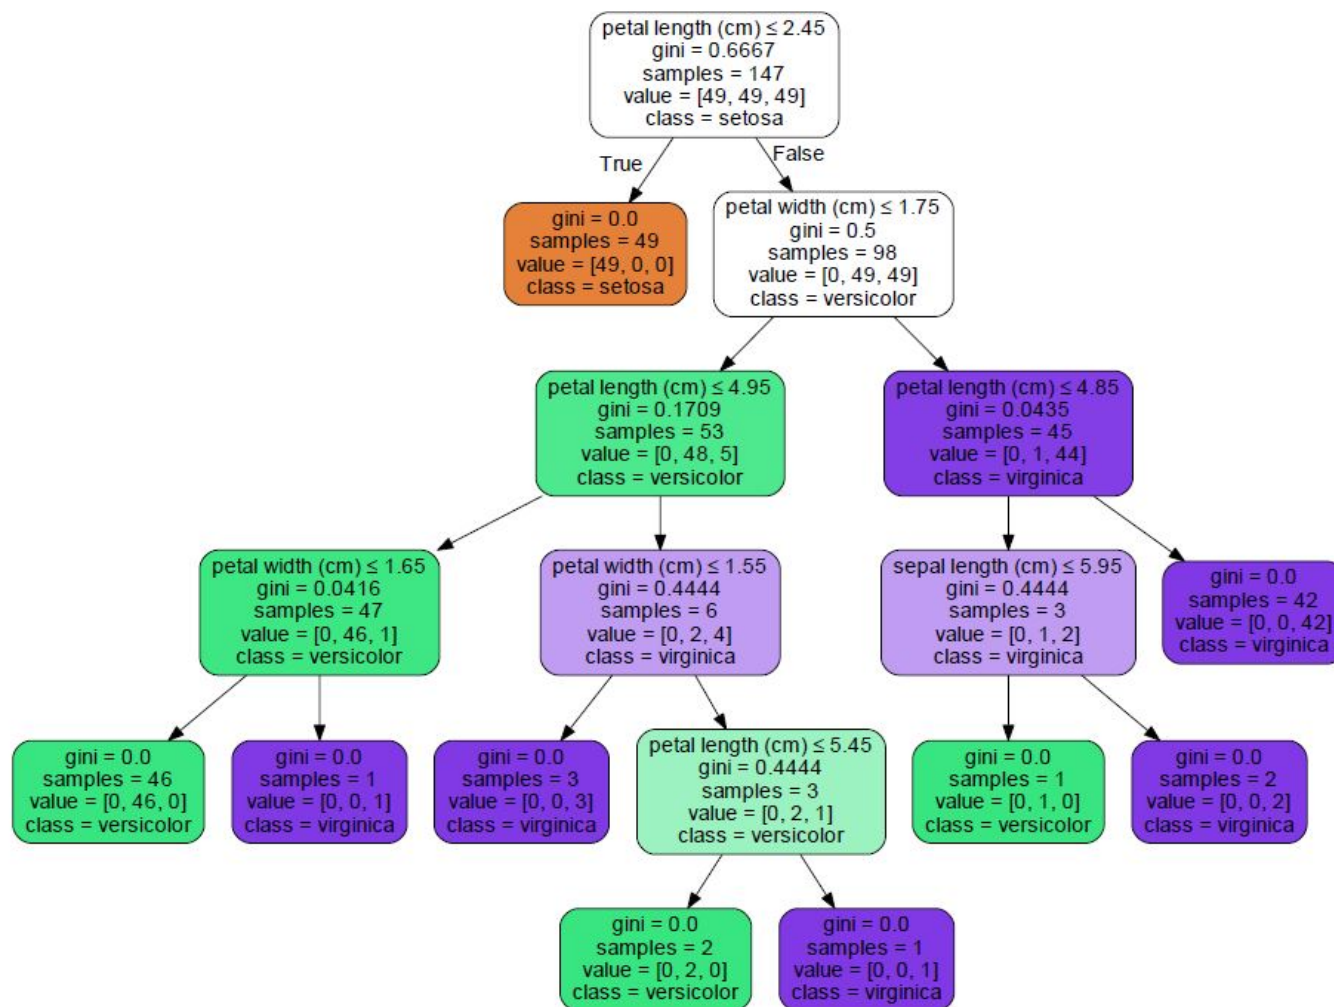 petal length (cm) ≤ 2.45
gini = 0.6667
samples = 147
value = [49, 49, 49]
class = setosa
True
False
gini = 0.0
samples = 49
value = [49, 0, 0]
class = setosa
petal width (cm) ≤ 1.75
gini = 0.5
samples = 98
value = [0, 49, 49]
class = versicolor
petal length (cm) ≤ 4.95
gini = 0.1709
samples = 53
value = [0, 48, 5]
class = versicolor
petal length (cm) ≤ 4.85
gini = 0.0435
samples = 45
value = [0, 1, 44]
class = virginica
petal width (cm) ≤ 1.65
gini = 0.0416
samples = 47
value = [0, 46, 1]
class = versicolor
petal width (cm) ≤ 1.55
gini = 0.4444
samples = 6
value = [0, 2, 4]
class = virginica
sepal length (cm) ≤ 5.95
gini = 0.4444
samples = 3
value = [0, 1, 2]
class = virginica
gini = 0.0
samples = 42
value = [0, 0, 42]
class = virginica
gini = 0.0
samples = 46
value = [0, 46, 0]
class = versicolor
gini = 0.0
samples = 1
value = [0, 0, 1]
class = virginica
gini = 0.0
samples = 3
value = [0, 0, 3]
class = virginica
petal length (cm) ≤ 5.45
gini = 0.4444
samples = 3
value = [0, 2, 1]
class = versicolor
gini = 0.0
samples = 1
value = [0, 1, 0]
class = versicolor
gini = 0.0
samples = 2
value = [0, 0, 2]
class = virginica
gini = 0.0
samples = 2
value = [0, 2, 0]
class = versicolor
gini = 0.0
samples = 1
value = [0, 0, 1]
class = virginica